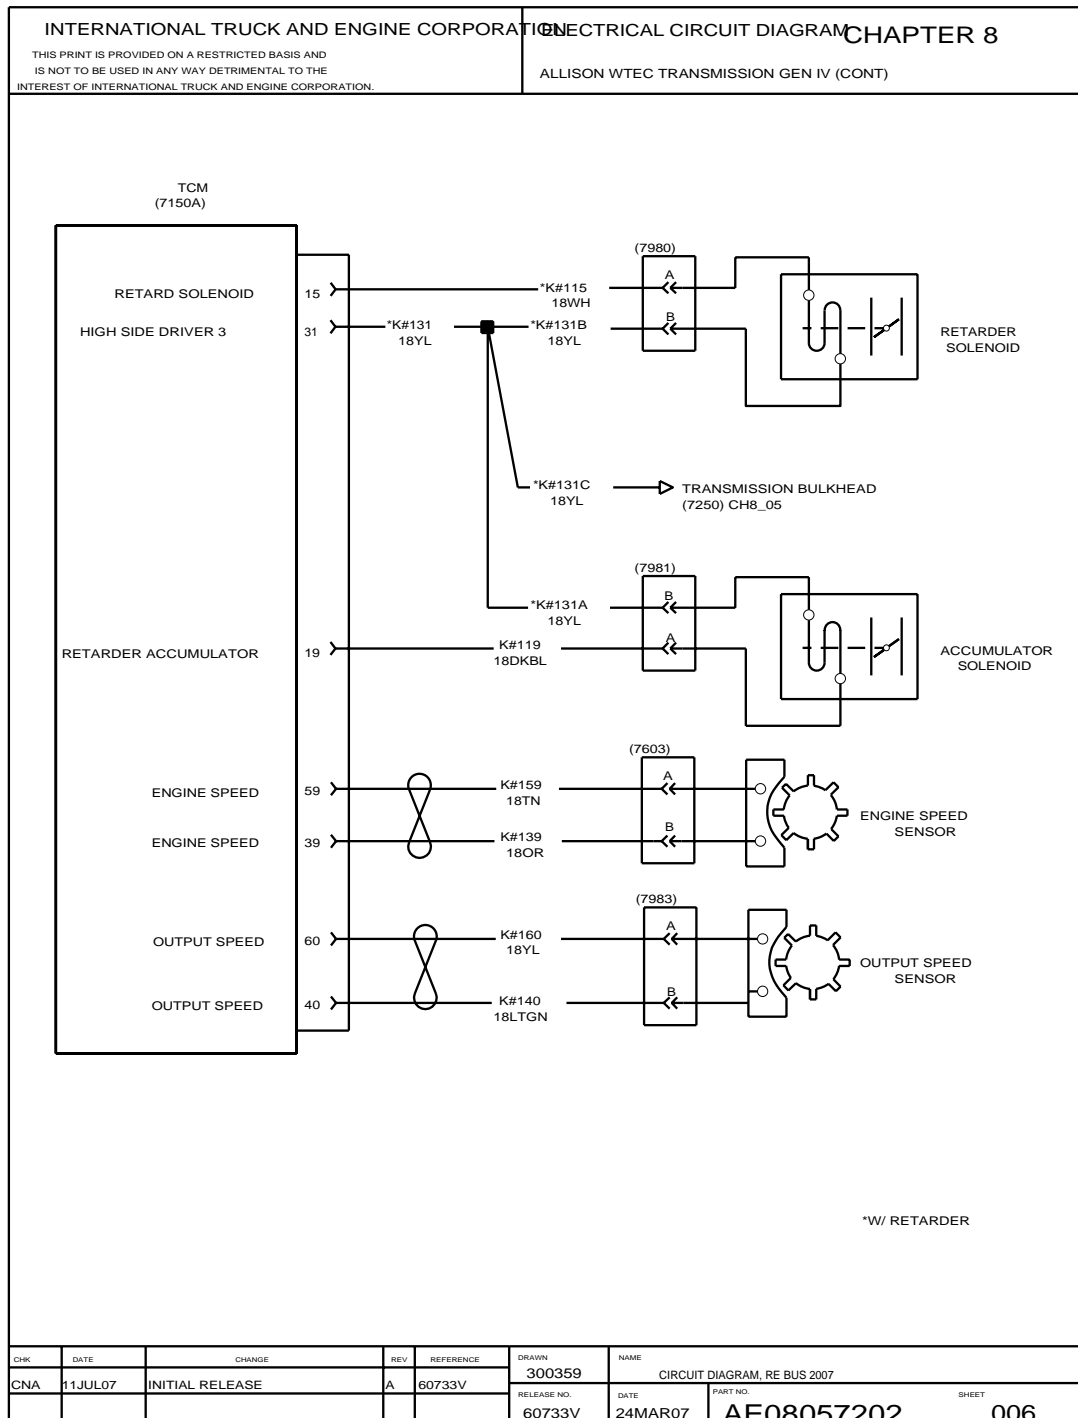 INTERNATIONAL TRUCK AND ENGINE CORPORATION
THIS PRINT IS PROVIDED ON A RESTRICTED BASIS AND
IS NOT TO BE USED IN ANY WAY DETRIMENTAL TO THE
INTEREST OF INTERNATIONAL TRUCK AND ENGINE CORPORATION.
ELECTRICAL CIRCUIT DIAGRAM
CHAPTER 8
ALLISON WTEC TRANSMISSION GEN IV (CONT)
TCM
(7150A)
(7980)
RETARD SOLENOID 15 *K#115 A
18WH
HIGH SIDE DRIVER 3 31 *K#131 *K#131B B
18YL 18YL
RETARDER
SOLENOID
*K#131C
18YL
TRANSMISSION BULKHEAD
(7250) CH8_05
(7981)
*K#131A B
18YL
RETARDER ACCUMULATOR 19 K#119 A
18DKBL
ACCUMULATOR
SOLENOID
(7603)
ENGINE SPEED 59 K#159 A
18TN
ENGINE SPEED 39 K#139 B
18OR
ENGINE SPEED
SENSOR
(7983)
OUTPUT SPEED 60 K#160 A
18YL
OUTPUT SPEED 40 K#140 B
18LTGN
OUTPUT SPEED
SENSOR
*W/ RETARDER
CHK DATE CHANGE REV REFERENCE
CNA 11JUL07 INITIAL RELEASE A 60733V
DRAWN
300359
NAME
CIRCUIT DIAGRAM, RE BUS 2007
RELEASE NO.
60733V
DATE
24MAR07
PART NO.
AE08057202
SHEET
006